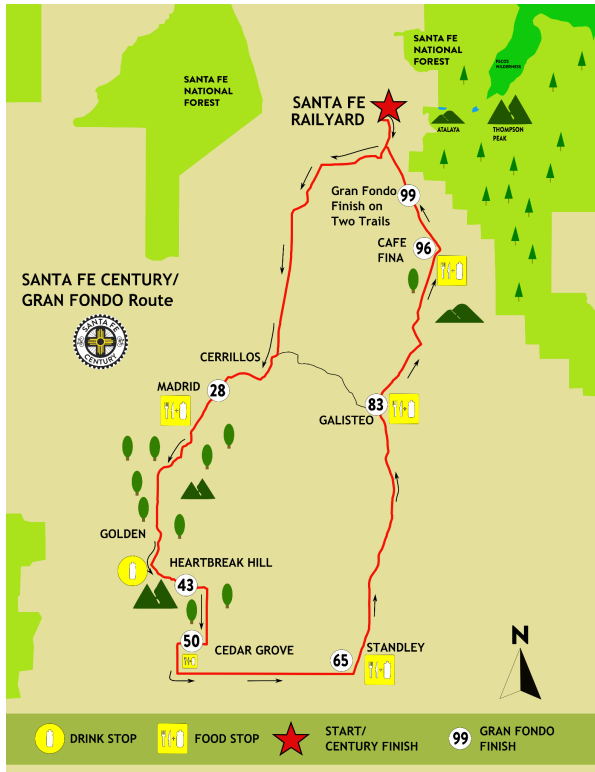 SANTA FE
NATIONAL
FOREST
SANTA FE
NATIONAL
FOREST
PECOS
WILDERNESS
SANTA FE
RAILYARD
ATALAYA
THOMPSON
PEAK
Gran Fondo
Finish on
Two Trails
99
CAFE
FINA
96
SANTA FE CENTURY/
GRAN FONDO Route
SANTA FE
CENTURY
CERRILLOS
MADRID
28
83
GALISTEO
GOLDEN
HEARTBREAK HILL
43
50
CEDAR GROVE
65
STANDLEY
N
DRINK STOP
FOOD STOP
START/
CENTURY FINISH
99
GRAN FONDO
FINISH